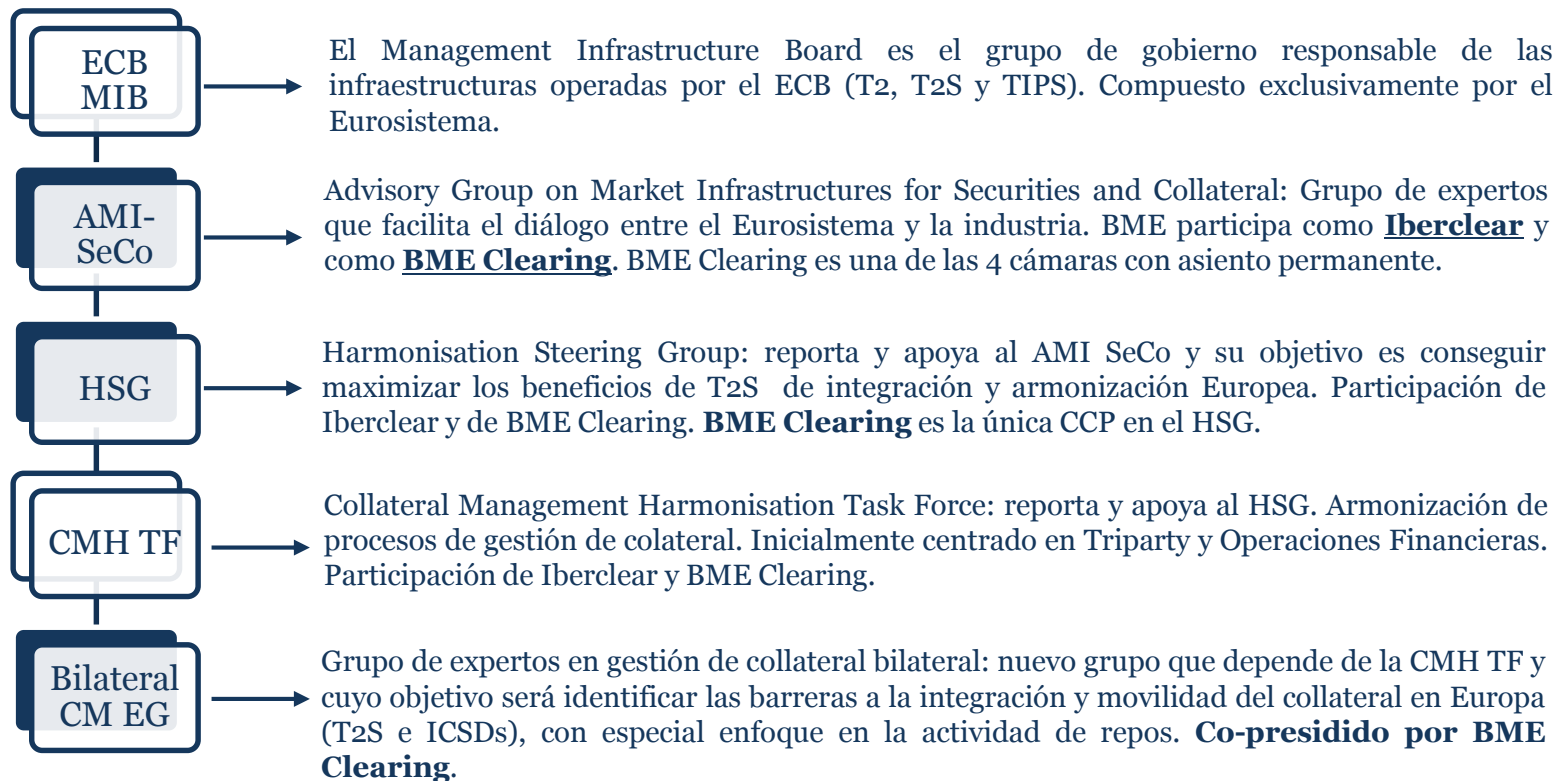 ECB
MIB
El Management Infrastructure Board es el grupo de gobierno responsable de las
infraestructuras operadas por el ECB (T2, T2S y TIPS). Compuesto exclusivamente por el
Eurosistema.
AMI-
SeCo
Advisory Group on Market Infrastructures for Securities and Collateral: Grupo de expertos
que facilita el diálogo entre el Eurosistema y la industria. BME participa como Iberclear y
como BME Clearing. BME Clearing es una de las 4 cámaras con asiento permanente.
HSG
Harmonisation Steering Group: reporta y apoya al AMI SeCo y su objetivo es conseguir
maximizar los beneficios de T2S de integración y armonización Europea. Participación de
Iberclear y de BME Clearing. BME Clearing es la única CCP en el HSG.
CMH TF
Collateral Management Harmonisation Task Force: reporta y apoya al HSG. Armonización de
procesos de gestión de colateral. Inicialmente centrado en Triparty y Operaciones Financieras.
Participación de Iberclear y BME Clearing.
Bilateral
CM EG
Grupo de expertos en gestión de collateral bilateral: nuevo grupo que depende de la CMH TF y
cuyo objetivo será identificar las barreras a la integración y movilidad del collateral en Europa
(T2S e ICSDs), con especial enfoque en la actividad de repos. Co-presidido por BME
Clearing.